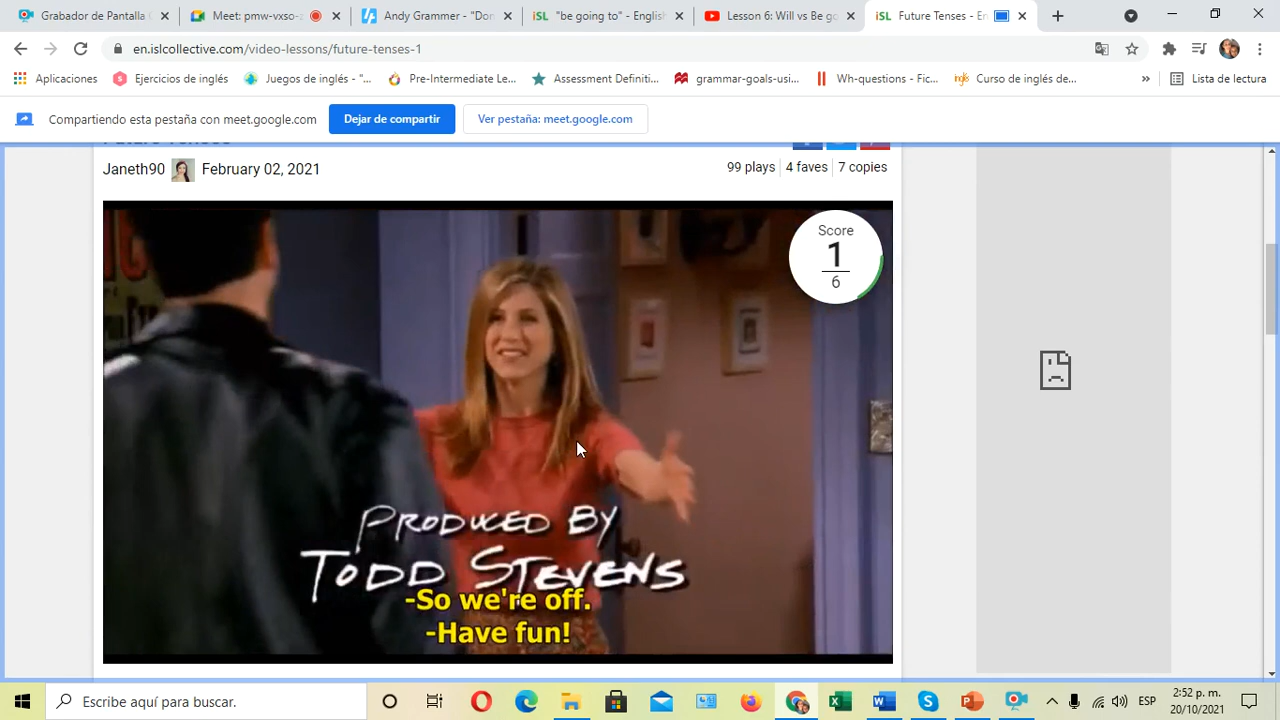 Grabador de Pantalla
Meet: pmw-vxso
Andy Grammer - "Don
"be going to" - English
Lesson 6: Will vs Be go
Future Tenses - En
en.islcollective.com/video-lessons/future-tenses-1
Aplicaciones
Ejercicios de inglés
Juegos de inglés - "...
Pre-Intermediate Le...
Assessment Definiti...
grammar-goals-usi...
Wh-questions - Fic...
Curso de inglés de...
»
Lista de lectura
Compartiendo esta pestaña con meet.google.com
Dejar de compartir
Ver pestaña: meet.google.com
Future Tenses
Janeth90
February 02, 2021
99 plays
4 faves
7 copies
Score
1
6
PRODUCED BY
TODD STEVENS
-So we're off.
-Have fun!
Escribe aquí para buscar.
ESP
2:52 p. m.
20/10/2021